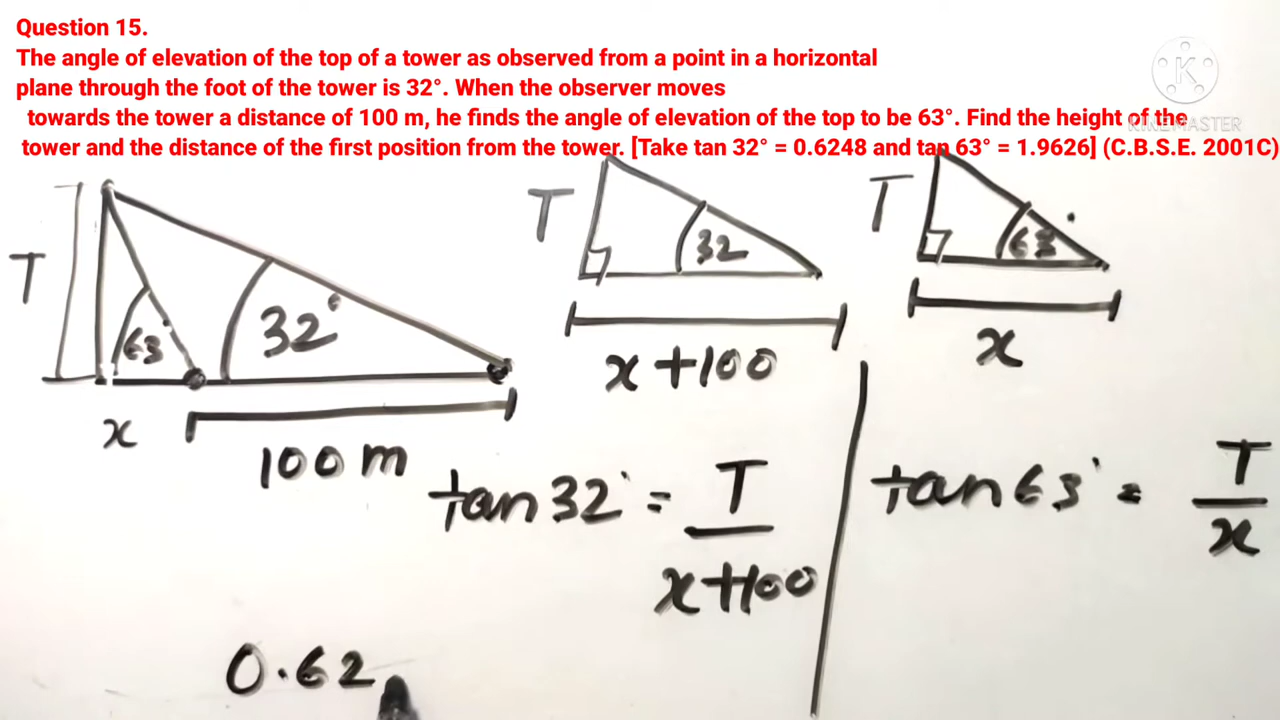 Question 15.
The angle of elevation of the top of a tower as observed from a point in a horizontal
plane through the foot of the tower is 32°. When the observer moves
towards the tower a distance of 100 m, he finds the angle of elevation of the top to be 63°. Find the height of the
tower and the distance of the first position from the tower. [Take tan 32° = 0.6248 and tan 63° = 1.9626] (C.B.S.E. 2001C)
K
KINEMASTER
T
63
32°
x
100 m
T
32
x+100
T
63
x
tan 32° = T
x+100
tan 63° = T
x
0.62